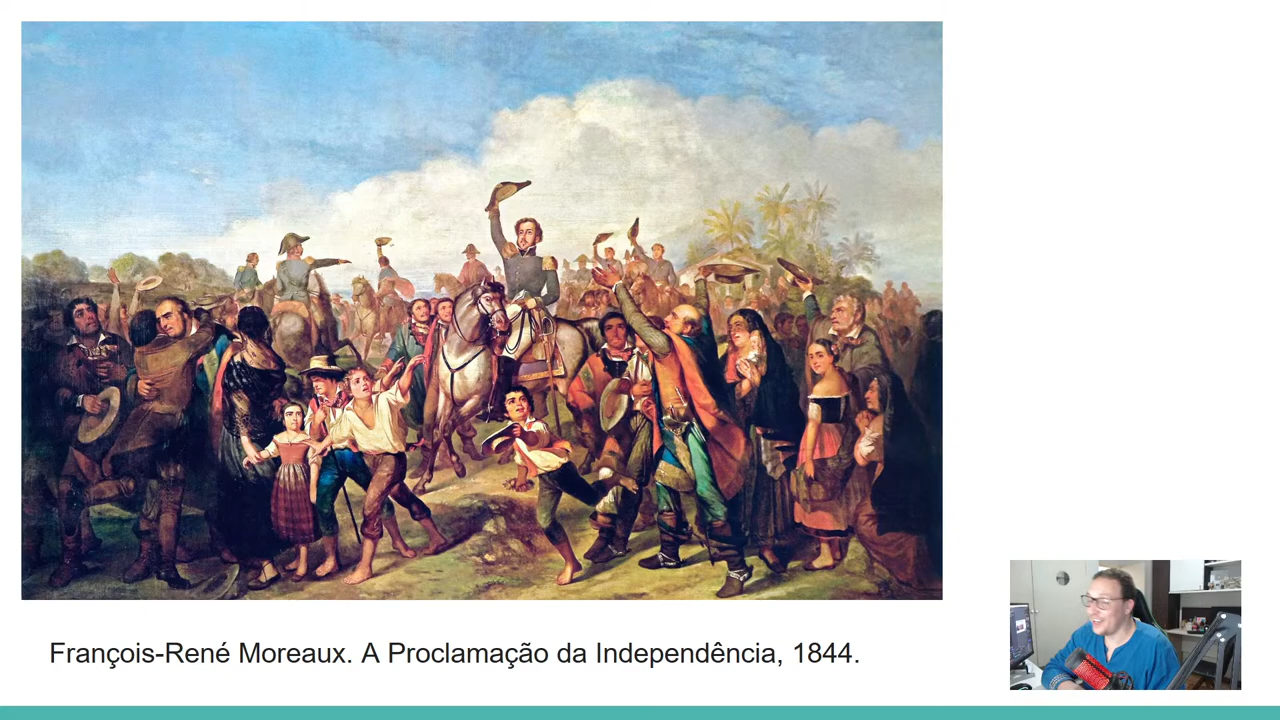 François-René Moreaux. A Proclamação da Independência, 1844.